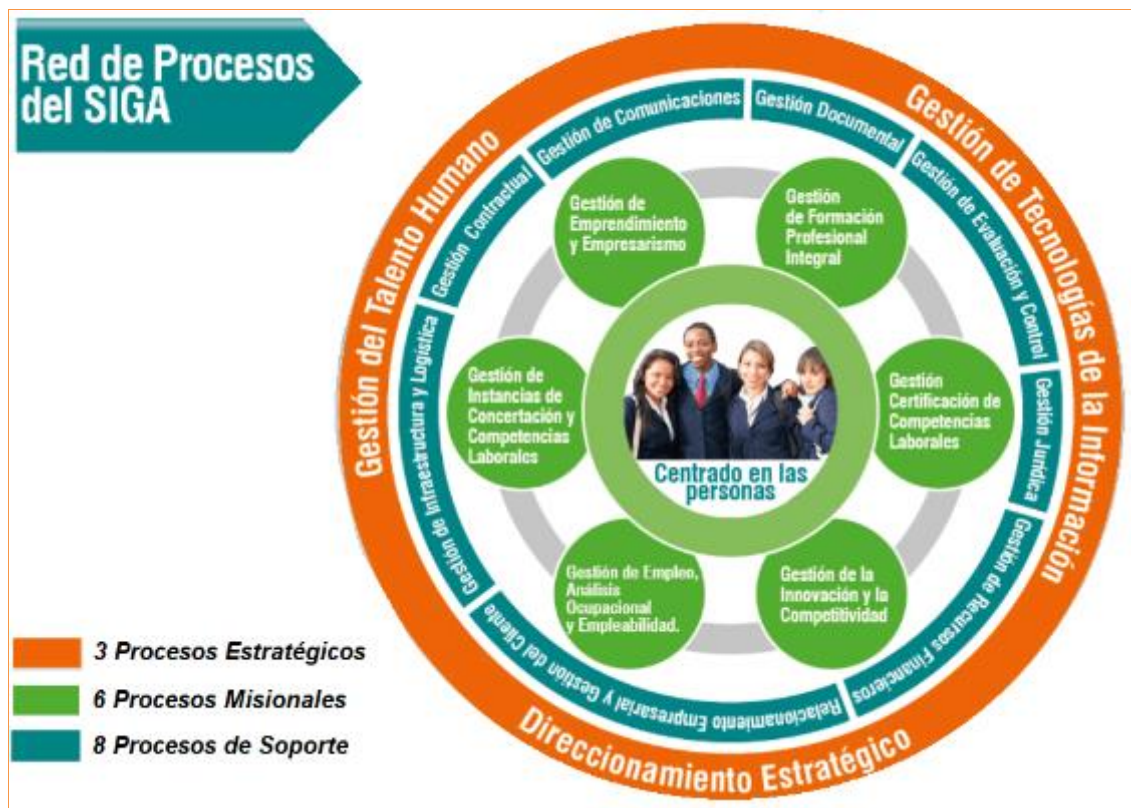 Red de Procesos
del SIGA
Gestión del Talento Humano
Gestión de Tecnologías de la Información
Direccionamiento Estratégico
Gestión de Comunicaciones
Gestión Documental
Gestión de Evaluación y Control
Gestión Jurídica
Gestión de Recursos Financieros
Relacionamiento Empresarial y Gestion del Cliente
Gestión de Infraestructura y Logística
Gestión Contractual
Gestión de
Emprendimiento
y Empresarismo
Gestión
de Formación
Profesional
Integral
Gestión de
Instancias de
Concertación y
Competencias
Laborales
Gestión
Certificación de
Competencias
Laborales
Centrado en las
personas
Gestión de Empleo,
Análisis
Ocupacional
y Empleabilidad.
Gestión de la
Innovación y la
Competitividad
3 Procesos Estratégicos
6 Procesos Misionales
8 Procesos de Soporte